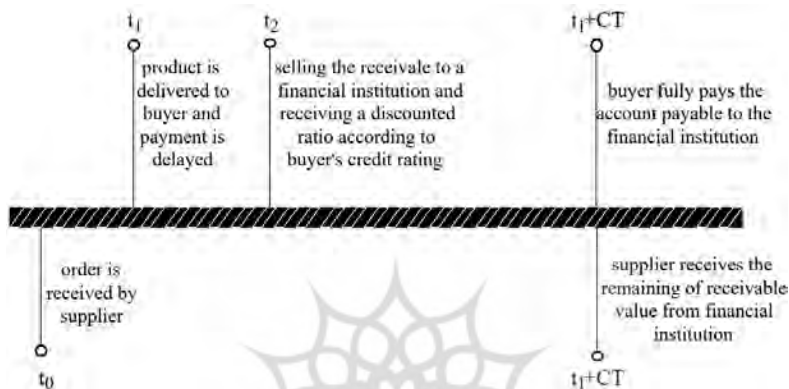 t1
product is
delivered to
buyer and
payment is
delayed
t2
selling the receivale to a
financial institution and
receiving a discounted
ratio according to
buyer's credit rating
t1+CT
buyer fully pays the
account payable to the
financial institution
order is
received by
supplier
t0
supplier receives the
remaining of receivable
value from financial
institution
t1+CT